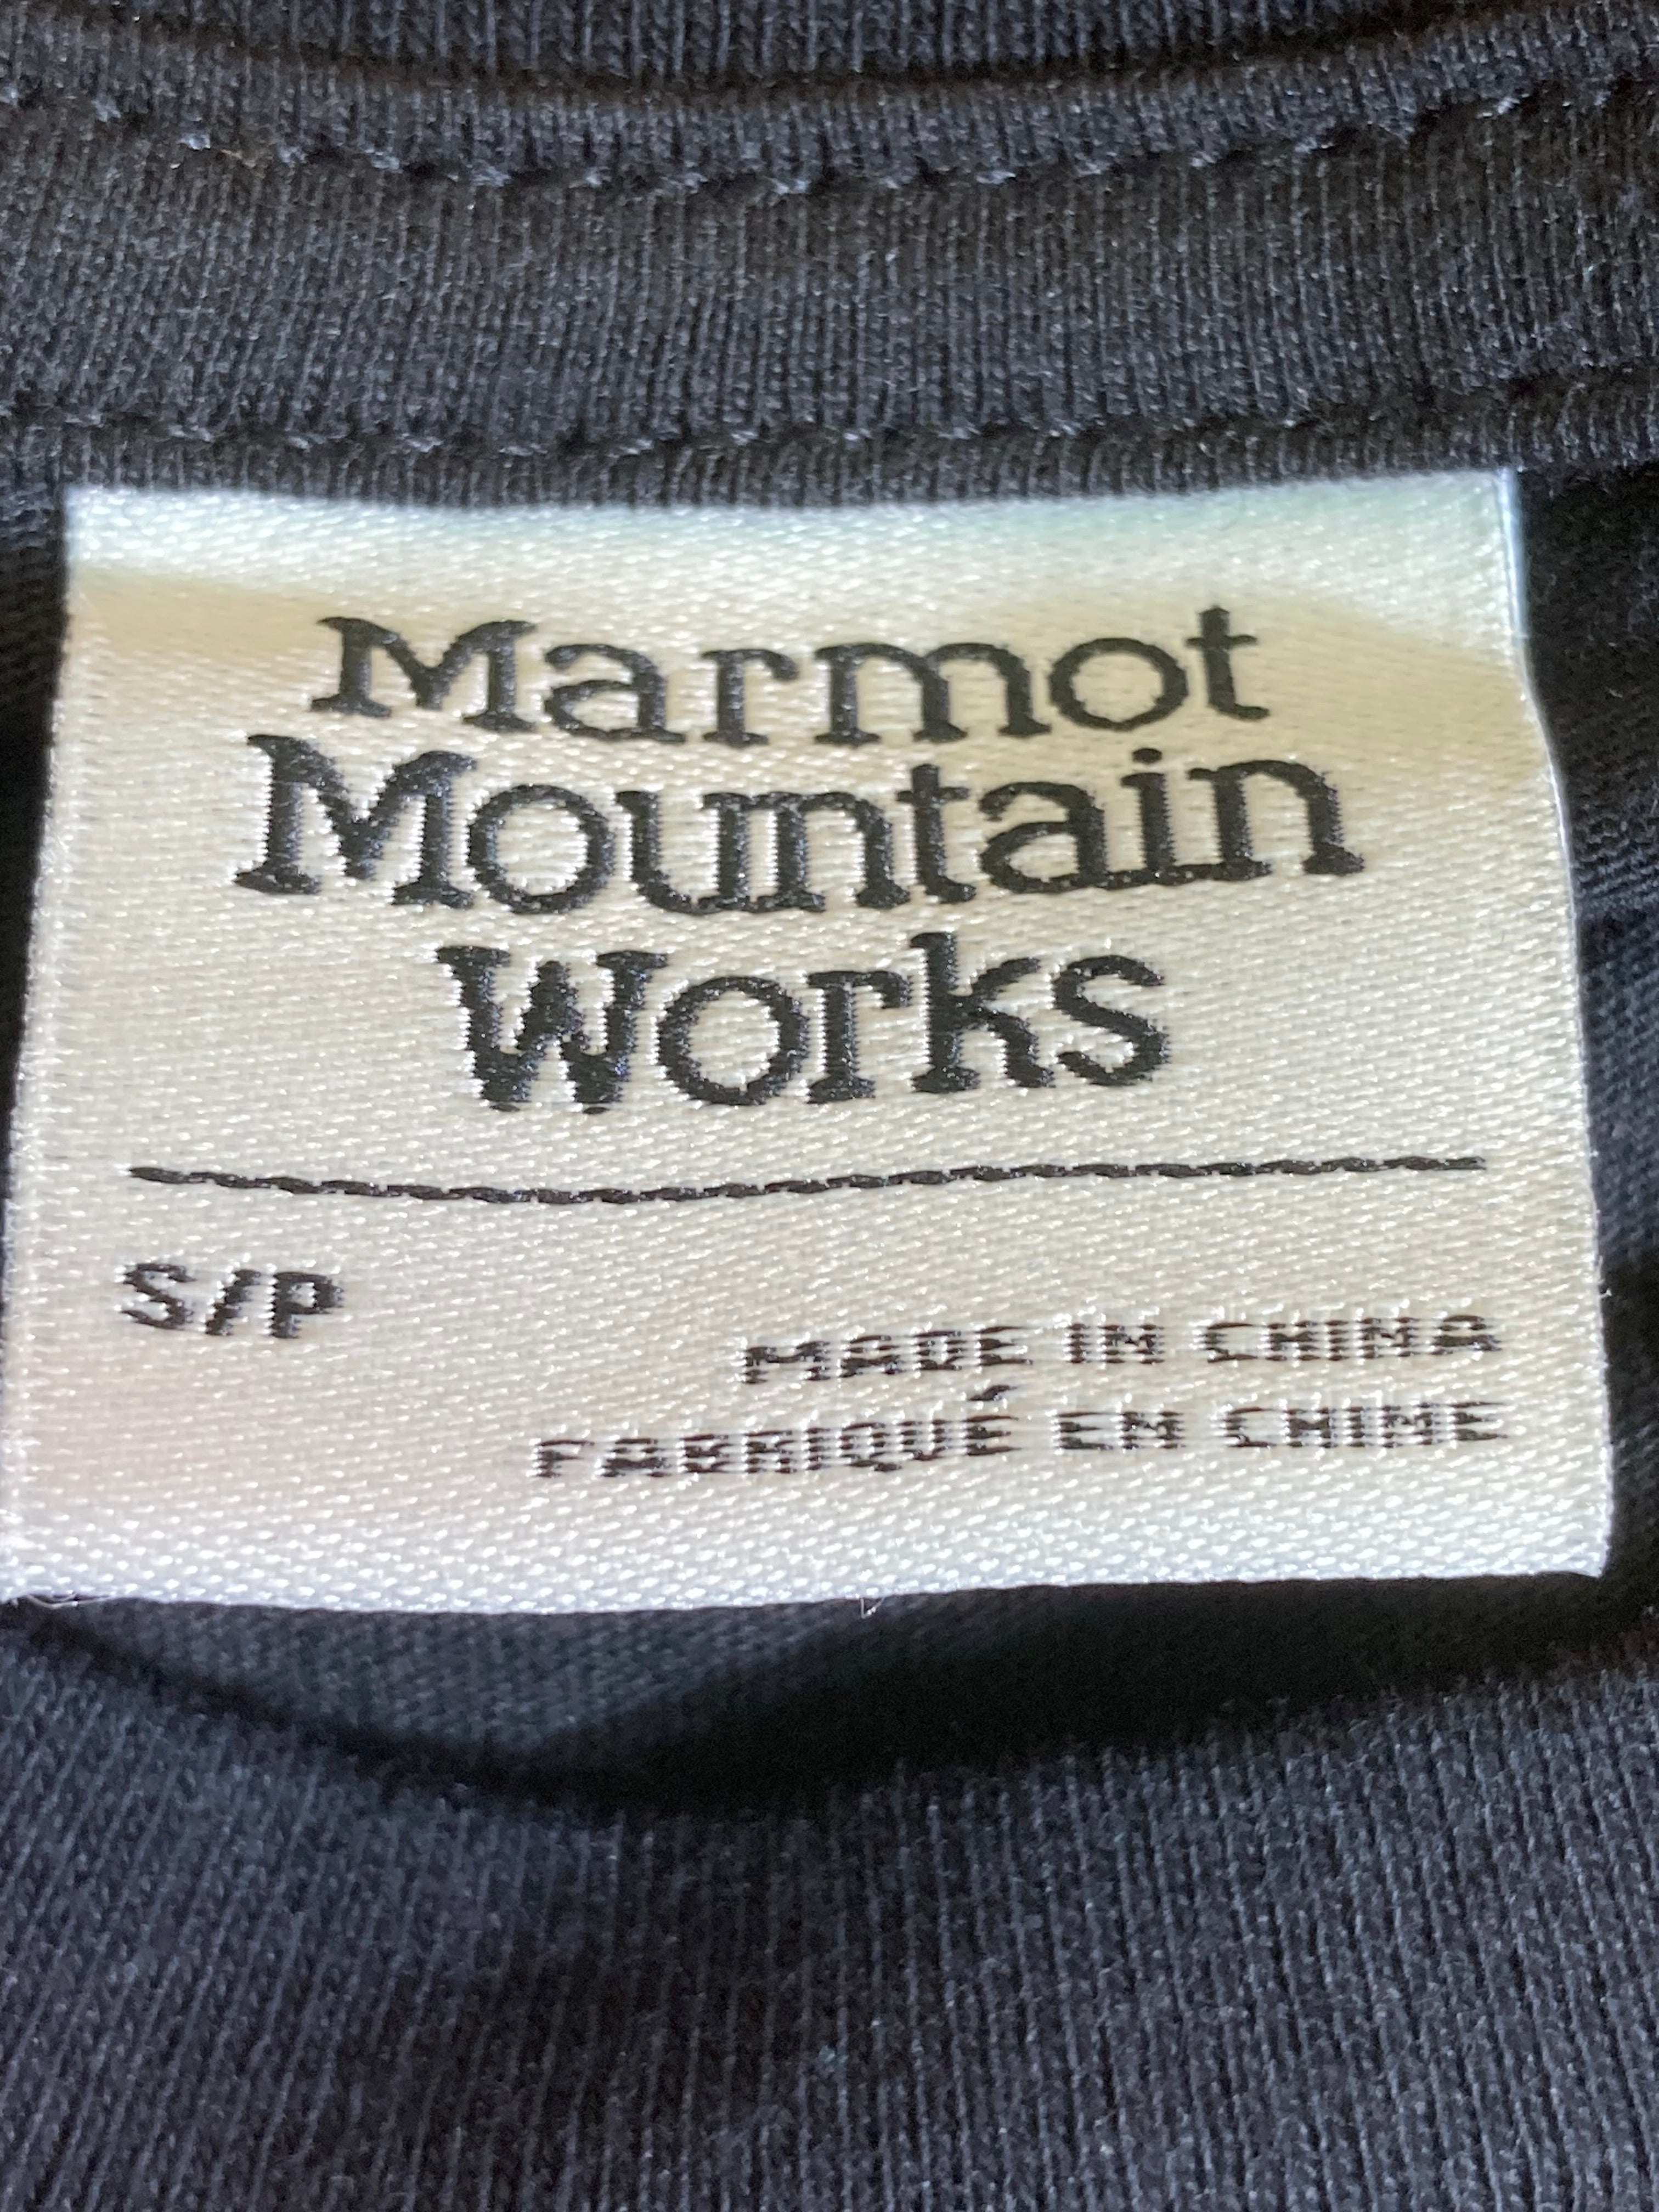 Marmot
Mountain
Works
S/P
MADE IN CHINA
FABRIQUÉ EN CHINE